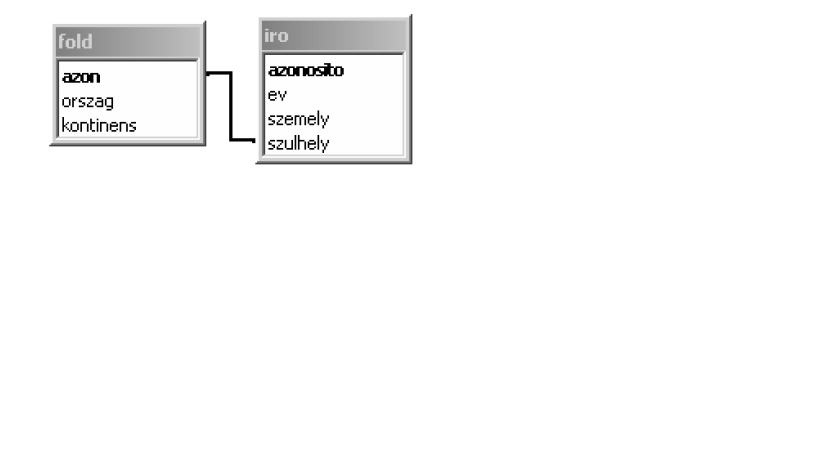 fold
azon
orszag
kontinens
iro
azonosito
ev
szemely
szulhely